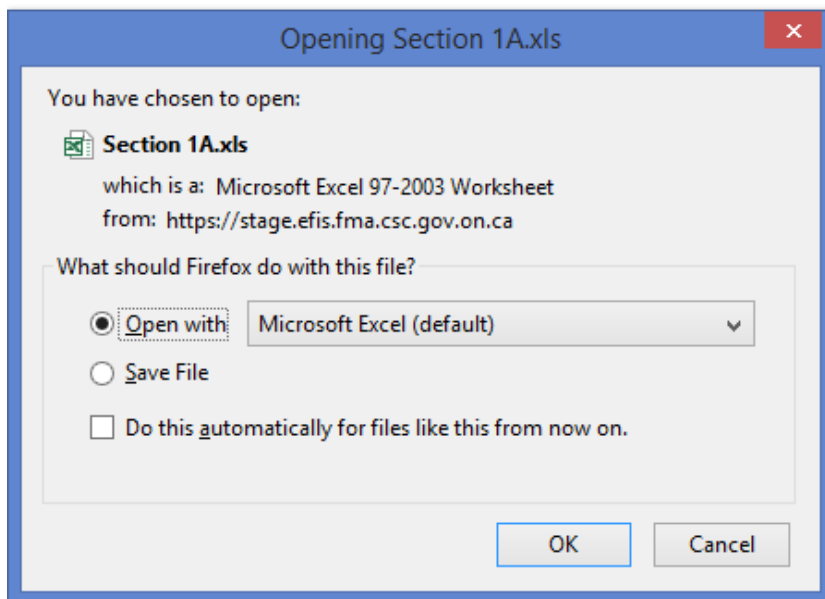 Opening Section 1A.xls
You have chosen to open:
Section 1A.xls
which is a: Microsoft Excel 97-2003 Worksheet
from: https://stage.efis.fma.csc.gov.on.ca
What should Firefox do with this file?
Open with Microsoft Excel (default)
Save File
Do this automatically for files like this from now on.
OK Cancel